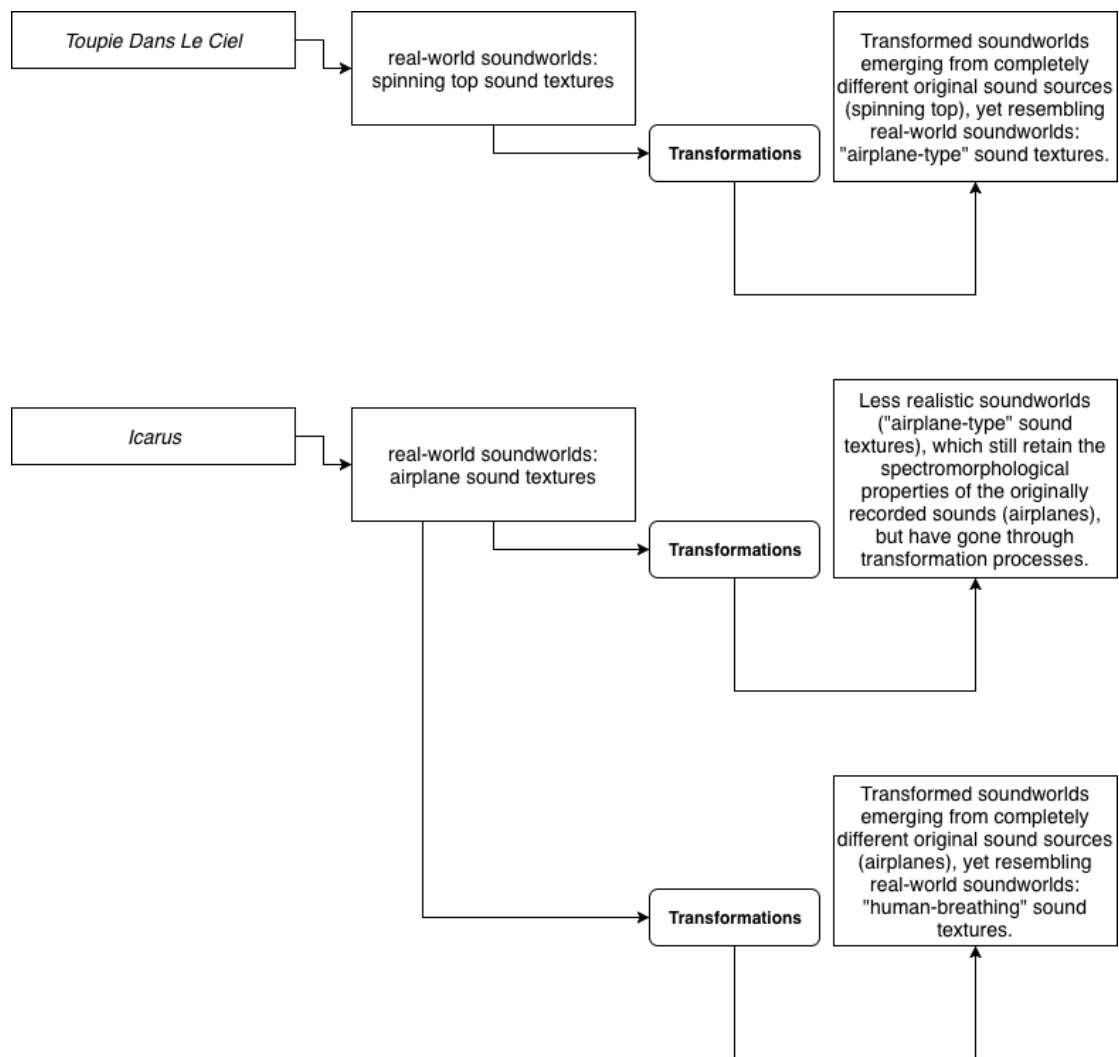 Toupie Dans Le Ciel
real-world soundworlds:
spinning top sound textures
Transformations
Transformed soundworlds
emerging from completely
different original sound sources
(spinning top), yet resembling
real-world soundworlds:
"airplane-type" sound textures.
Icarus
real-world soundworlds:
airplane sound textures
Transformations
Less realistic soundworlds
("airplane-type" sound
textures), which still retain the
spectromorphological
properties of the originally
recorded sounds (airplanes),
but have gone through
transformation processes.
Transformations
Transformed soundworlds
emerging from completely
different original sound sources
(airplanes), yet resembling
real-world soundworlds:
"human-breathing" sound
textures.